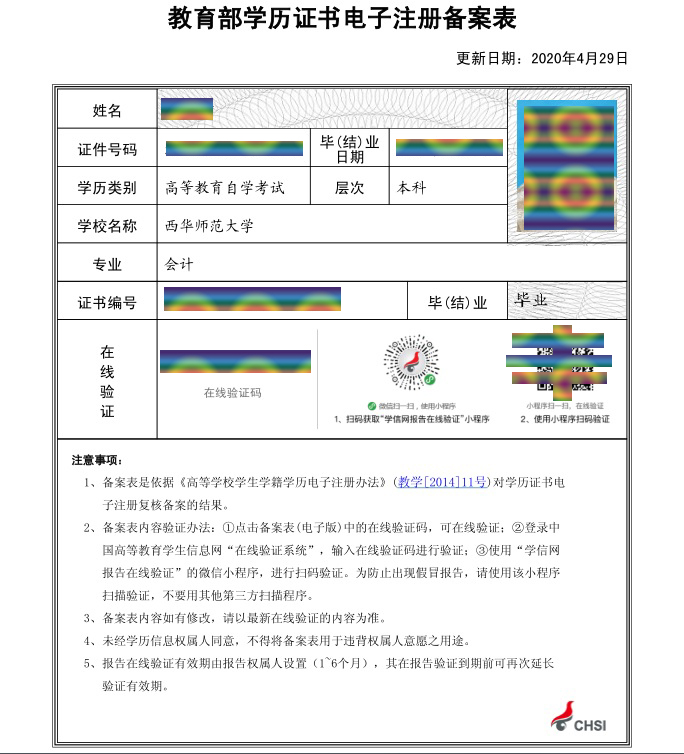 教育部学历证书电子注册备案表
更新日期：2020年4月29日
姓名
证件号码
毕(结)业
日期
学历类别
高等教育自学考试
层次
本科
学校名称
西华师范大学
专业
会计
证书编号
毕(结)业
毕业
在
线
验
证
在线验证码
微信扫一扫，使用小程序
1、扫码获取“学信网报告在线验证”小程序
小程序扫一扫，在线验证
2、使用小程序扫码验证
注意事项：
1、备案表是依据《高等学校学生学籍学历电子注册办法》(教学[2014]11号)对学历证书电
子注册复核备案的结果。
2、备案表内容验证办法：①点击备案表(电子版)中的在线验证码，可在线验证；②登录中
国高等教育学生信息网“在线验证系统”，输入在线验证码进行验证；③使用“学信网
报告在线验证”的微信小程序，进行扫码验证。为防止出现假冒报告，请使用该小程序
扫描验证，不要用其他第三方扫描程序。
3、备案表内容如有修改，请以最新在线验证的内容为准。
4、未经学历信息权属人同意，不得将备案表用于违背权属人意愿之用途。
5、报告在线验证有效期由报告权属人设置（1~6个月），其在报告验证到期前可再次延长
验证有效期。
CHSI